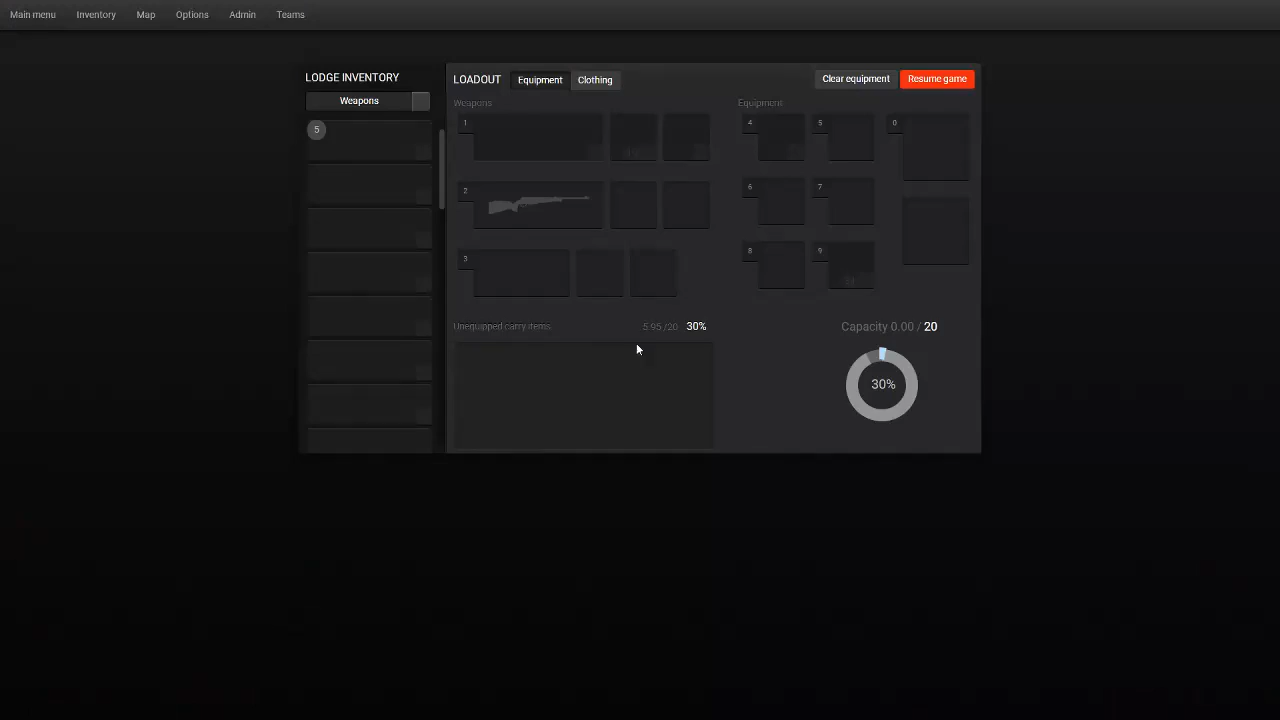 Main menu Inventory Map Options Admin Teams
LODGE INVENTORY
Weapons
5
LOADOUT Equipment Clothing Clear equipment Resume game
Weapons Equipment
1 4 5 0
2 6 7
3 8 9
Unequipped carry items 5.95 /20 30%
Capacity 0.00 / 20
30%